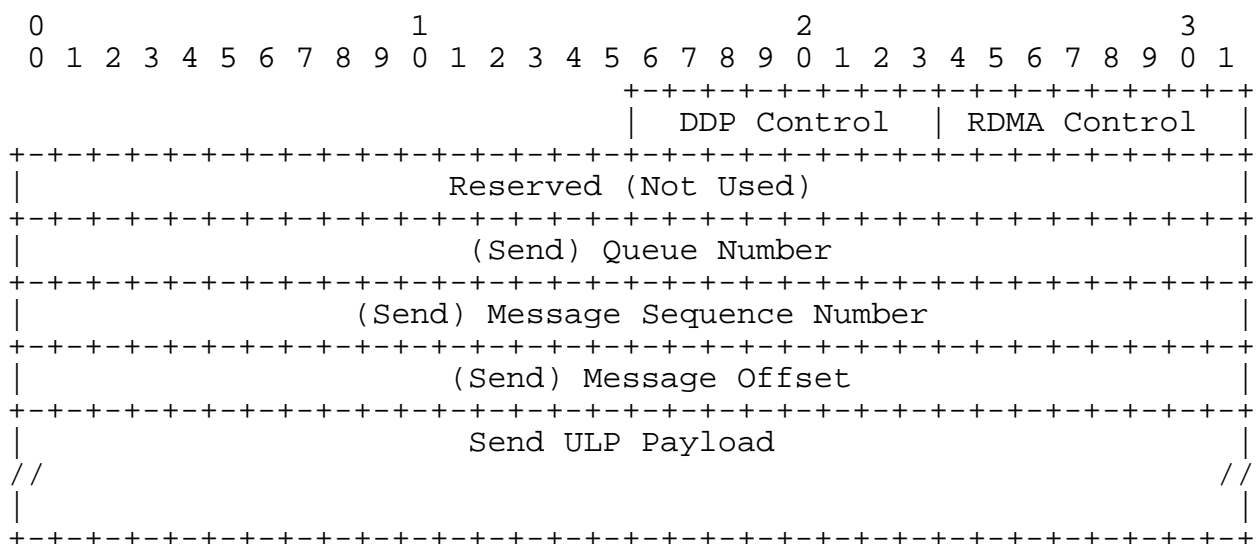 0                   1                   2                   3
 0 1 2 3 4 5 6 7 8 9 0 1 2 3 4 5 6 7 8 9 0 1 2 3 4 5 6 7 8 9 0 1
                                +-+-+-+-+-+-+-+-+-+-+-+-+-+-+-+-+
                                |  DDP Control  | RDMA Control  |
+-+-+-+-+-+-+-+-+-+-+-+-+-+-+-+-+-+-+-+-+-+-+-+-+-+-+-+-+-+-+-+-+
|                      Reserved (Not Used)                      |
+-+-+-+-+-+-+-+-+-+-+-+-+-+-+-+-+-+-+-+-+-+-+-+-+-+-+-+-+-+-+-+-+
|                       (Send) Queue Number                     |
+-+-+-+-+-+-+-+-+-+-+-+-+-+-+-+-+-+-+-+-+-+-+-+-+-+-+-+-+-+-+-+-+
|                 (Send) Message Sequence Number                |
+-+-+-+-+-+-+-+-+-+-+-+-+-+-+-+-+-+-+-+-+-+-+-+-+-+-+-+-+-+-+-+-+
|                      (Send) Message Offset                    |
+-+-+-+-+-+-+-+-+-+-+-+-+-+-+-+-+-+-+-+-+-+-+-+-+-+-+-+-+-+-+-+-+
|                       Send ULP Payload                        |
//                                                             //
|                                                               |
+-+-+-+-+-+-+-+-+-+-+-+-+-+-+-+-+-+-+-+-+-+-+-+-+-+-+-+-+-+-+-+-+